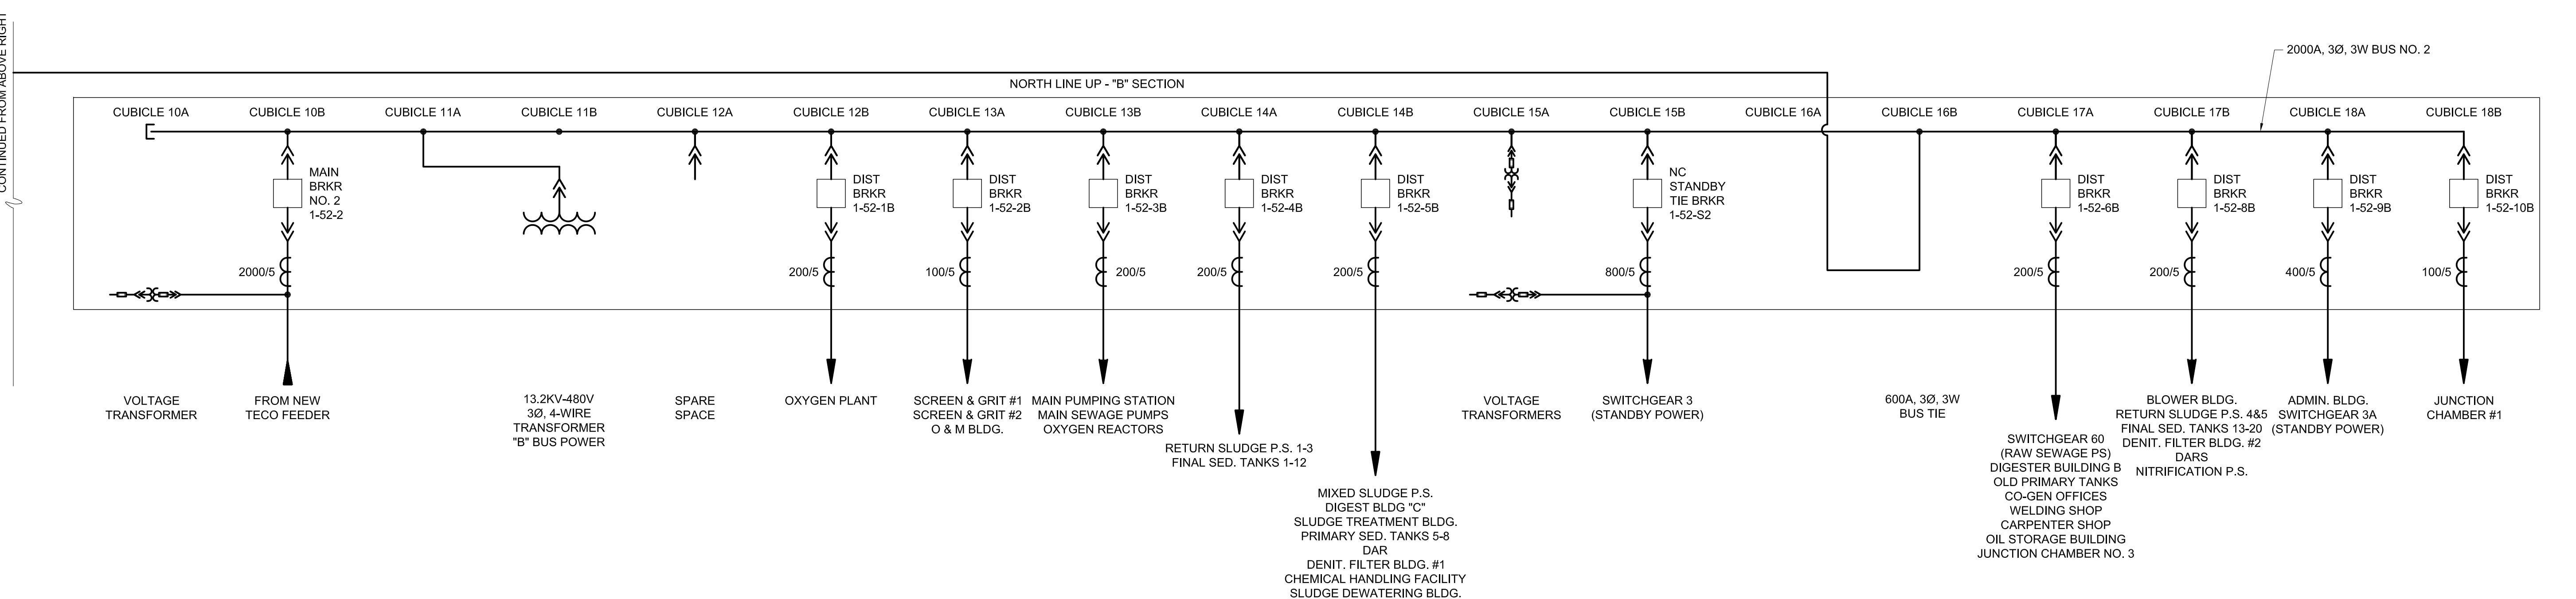 CONTINUED FROM ABOVE RIGHT
2000A, 3Ø, 3W BUS NO. 2
NORTH LINE UP - "B" SECTION
CUBICLE 10A
CUBICLE 10B
CUBICLE 11A
CUBICLE 11B
CUBICLE 12A
CUBICLE 12B
CUBICLE 13A
CUBICLE 13B
CUBICLE 14A
CUBICLE 14B
CUBICLE 15A
CUBICLE 15B
CUBICLE 16A
CUBICLE 16B
CUBICLE 17A
CUBICLE 17B
CUBICLE 18A
CUBICLE 18B
MAIN
BRKR
NO. 2
1-52-2
DIST
BRKR
1-52-1B
DIST
BRKR
1-52-2B
DIST
BRKR
1-52-3B
DIST
BRKR
1-52-4B
DIST
BRKR
1-52-5B
NC
STANDBY
TIE BRKR
1-52-S2
DIST
BRKR
1-52-6B
DIST
BRKR
1-52-8B
DIST
BRKR
1-52-9B
DIST
BRKR
1-52-10B
2000/5
200/5
100/5
200/5
200/5
200/5
800/5
200/5
200/5
400/5
100/5
VOLTAGE
TRANSFORMER
FROM NEW
TECO FEEDER
13.2KV-480V
3Ø, 4-WIRE
TRANSFORMER
"B" BUS POWER
SPARE
SPACE
OXYGEN PLANT
SCREEN & GRIT #1
SCREEN & GRIT #2
O & M BLDG.
MAIN PUMPING STATION
MAIN SEWAGE PUMPS
OXYGEN REACTORS
RETURN SLUDGE P.S. 1-3
FINAL SED. TANKS 1-12
MIXED SLUDGE P.S.
DIGEST BLDG "C"
SLUDGE TREATMENT BLDG.
PRIMARY SED. TANKS 5-8
DAR
DENIT. FILTER BLDG. #1
CHEMICAL HANDLING FACILITY
SLUDGE DEWATERING BLDG.
VOLTAGE
TRANSFORMERS
SWITCHGEAR 3
(STANDBY POWER)
600A, 3Ø, 3W
BUS TIE
SWITCHGEAR 60
(RAW SEWAGE PS)
DIGESTER BUILDING B
OLD PRIMARY TANKS
CO-GEN OFFICES
WELDING SHOP
CARPENTER SHOP
OIL STORAGE BUILDING
JUNCTION CHAMBER NO. 3
BLOWER BLDG.
RETURN SLUDGE P.S. 4&5
FINAL SED. TANKS 13-20
DENIT. FILTER BLDG. #2
DARS
NITRIFICATION P.S.
ADMIN. BLDG.
SWITCHGEAR 3A
(STANDBY POWER)
JUNCTION
CHAMBER #1